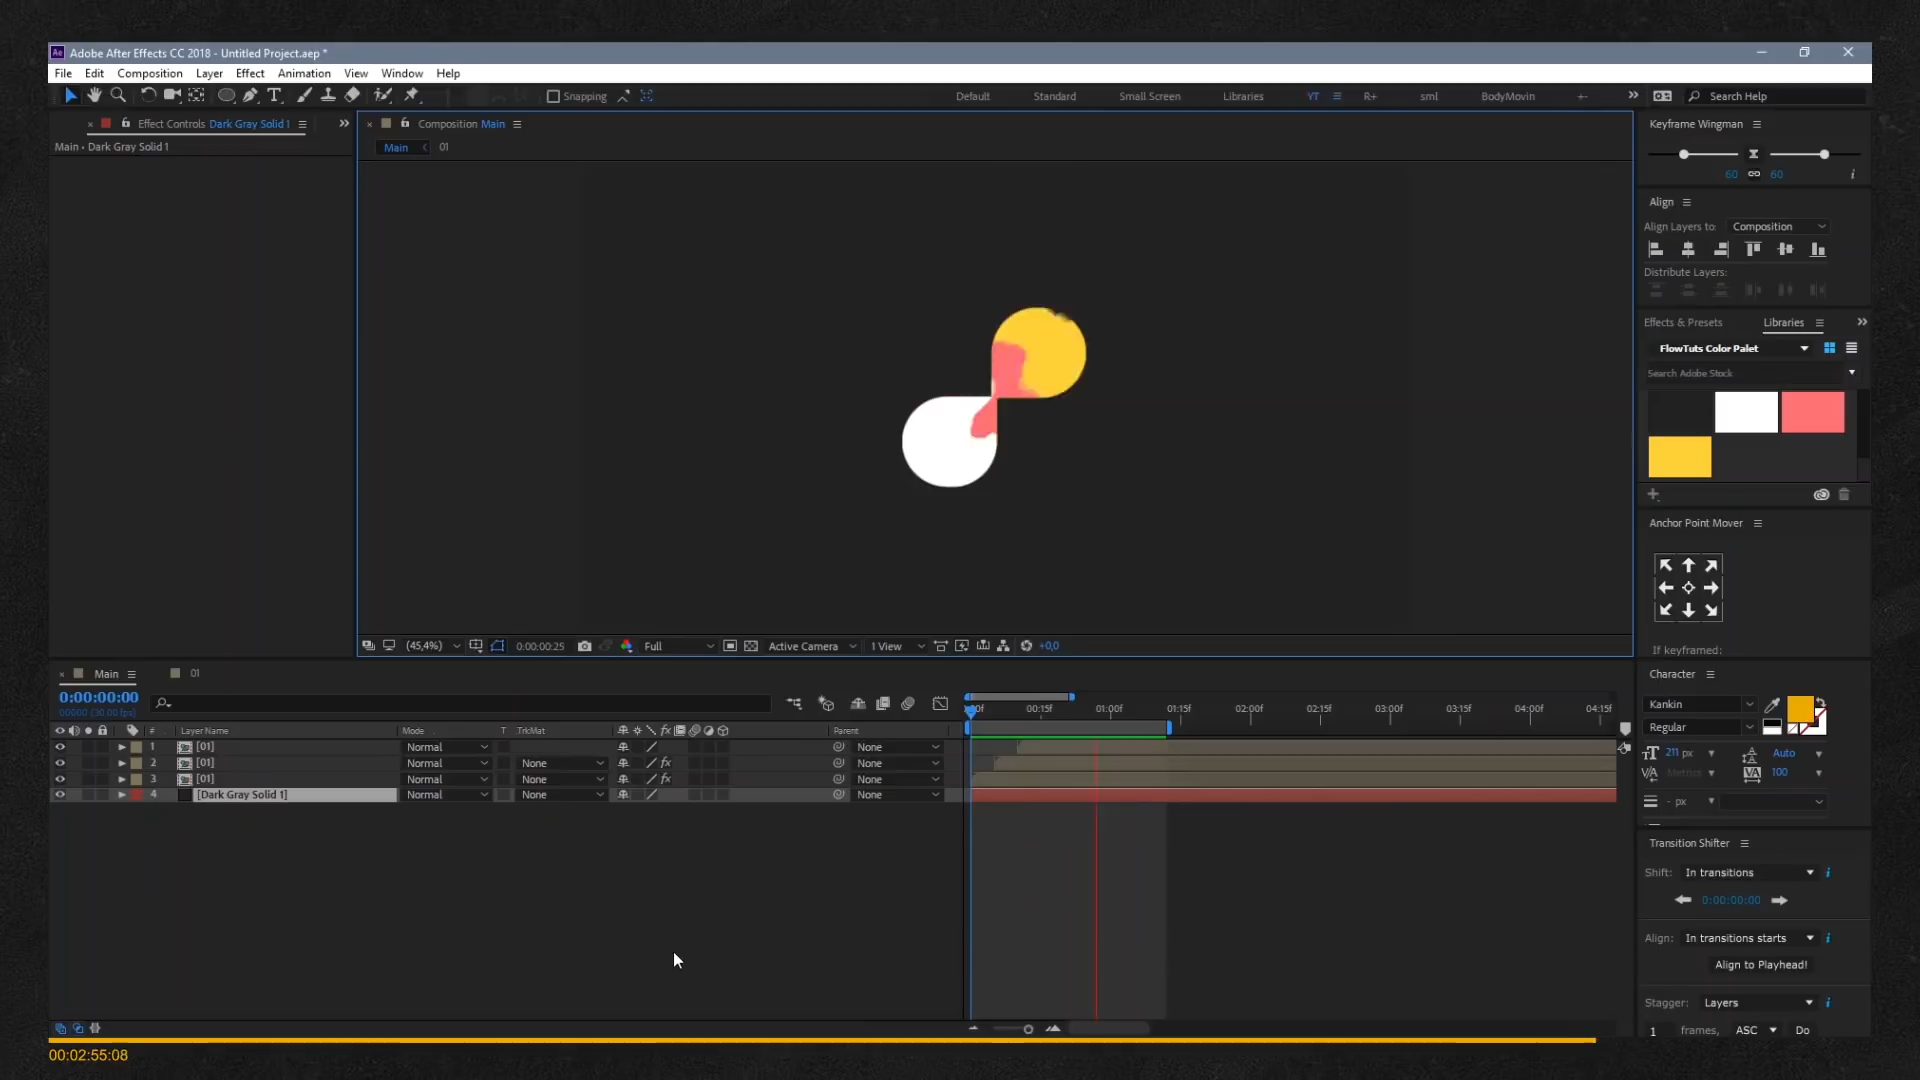 Ae Adobe After Effects CC 2018 - Untitled Project.aep *
File Edit Composition Layer Effect Animation View Window Help
Snapping
Default Standard Small Screen Libraries YT R+ sml BodyMovin
Search Help
Effect Controls Dark Gray Solid 1
Main • Dark Gray Solid 1
Composition Main
Main 01
(45,4%) 0:00:00:25 Full Active Camera 1 View +0,0
Keyframe Wingman
60 60 i
Align
Align Layers to: Composition
Distribute Layers:
Effects & Presets Libraries
FlowTuts Color Palet
Search Adobe Stock
Anchor Point Mover
If keyframed:
Character
Kankin
Regular
211 px Auto
Metrics 100
- px
Transition Shifter
Shift: In transitions i
0:00:00:00
Align: In transitions starts i
Align to Playhead!
Stagger: Layers i
1 frames, ASC Do
Main 01
0:00:00:00
00000 (30.00 fps)
# Layer Name Mode T TrkMat fx Parent
00:15f 01:00f 01:15f 02:00f 02:15f 03:00f 03:15f 04:00f 04:15f
1 [01] Normal None
2 [01] Normal None fx None
3 [01] Normal None fx None
4 [Dark Gray Solid 1] Normal None None
00:02:55:08